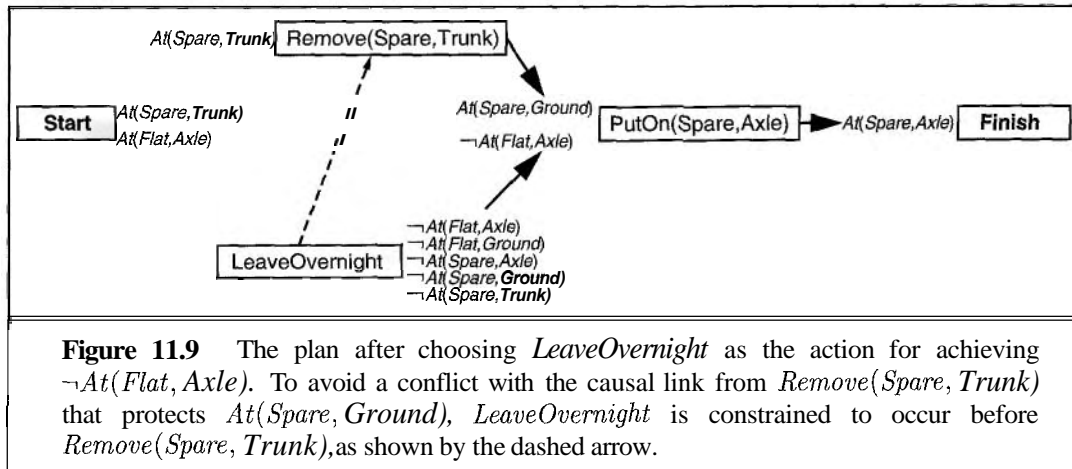 At(Spare,Trunk) Remove(Spare,Trunk)
Start
At(Spare,Trunk)
At(Flat,Axle)
At(Spare,Ground)
¬At(Flat,Axle)
PutOn(Spare,Axle)
At(Spare,Axle) Finish
LeaveOvernight
¬At(Flat,Axle)
¬At(Flat,Ground)
¬At(Spare,Axle)
¬At(Spare,Ground)
¬At(Spare,Trunk)
Figure 11.9 The plan after choosing LeaveOvernight as the action for achieving
¬At(Flat, Axle). To avoid a conflict with the causal link from Remove(Spare, Trunk)
that protects At(Spare, Ground), LeaveOvernight is constrained to occur before
Remove(Spare, Trunk),as shown by the dashed arrow.